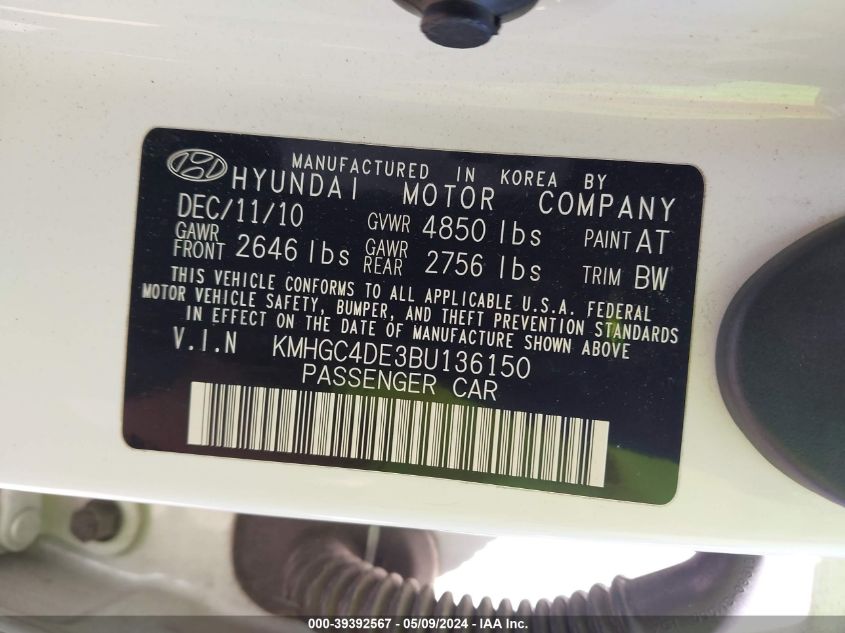 MANUFACTURED IN KOREA BY
HYUNDAI MOTOR COMPANY
DEC/11/10 GVWR 4850 lbs PAINT AT
GAWR FRONT 2646 lbs GAWR REAR 2756 lbs TRIM BW
THIS VEHICLE CONFORMS TO ALL APPLICABLE U.S.A. FEDERAL
MOTOR VEHICLE SAFETY, BUMPER, AND THEFT PREVENTION STANDARDS
IN EFFECT ON THE DATE OF MANUFACTURE SHOWN ABOVE
V.I.N KMHGC4DE3BU136150
PASSENGER CAR
000-39392567 - 05/09/2024 - IAA Inc.